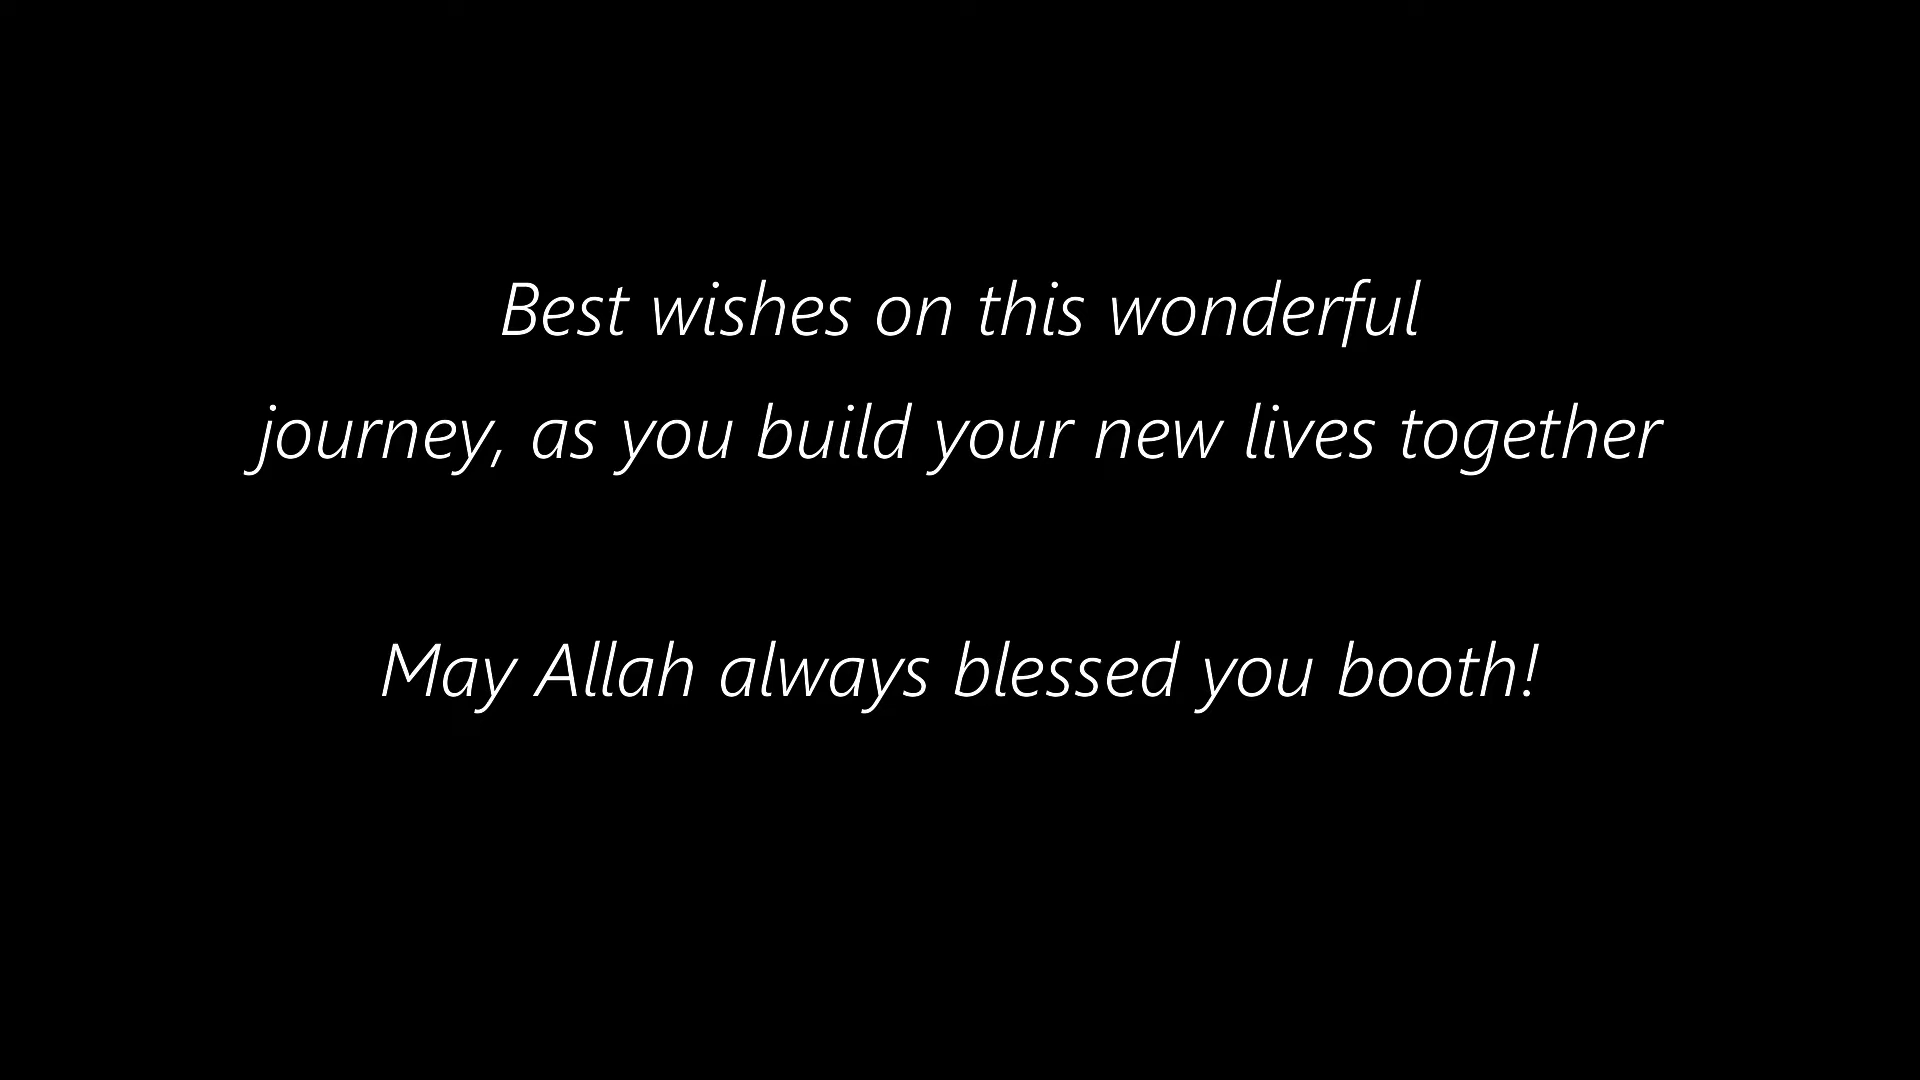 Best wishes on this wonderful
journey, as you build your new lives together
May Allah always blessed you booth!